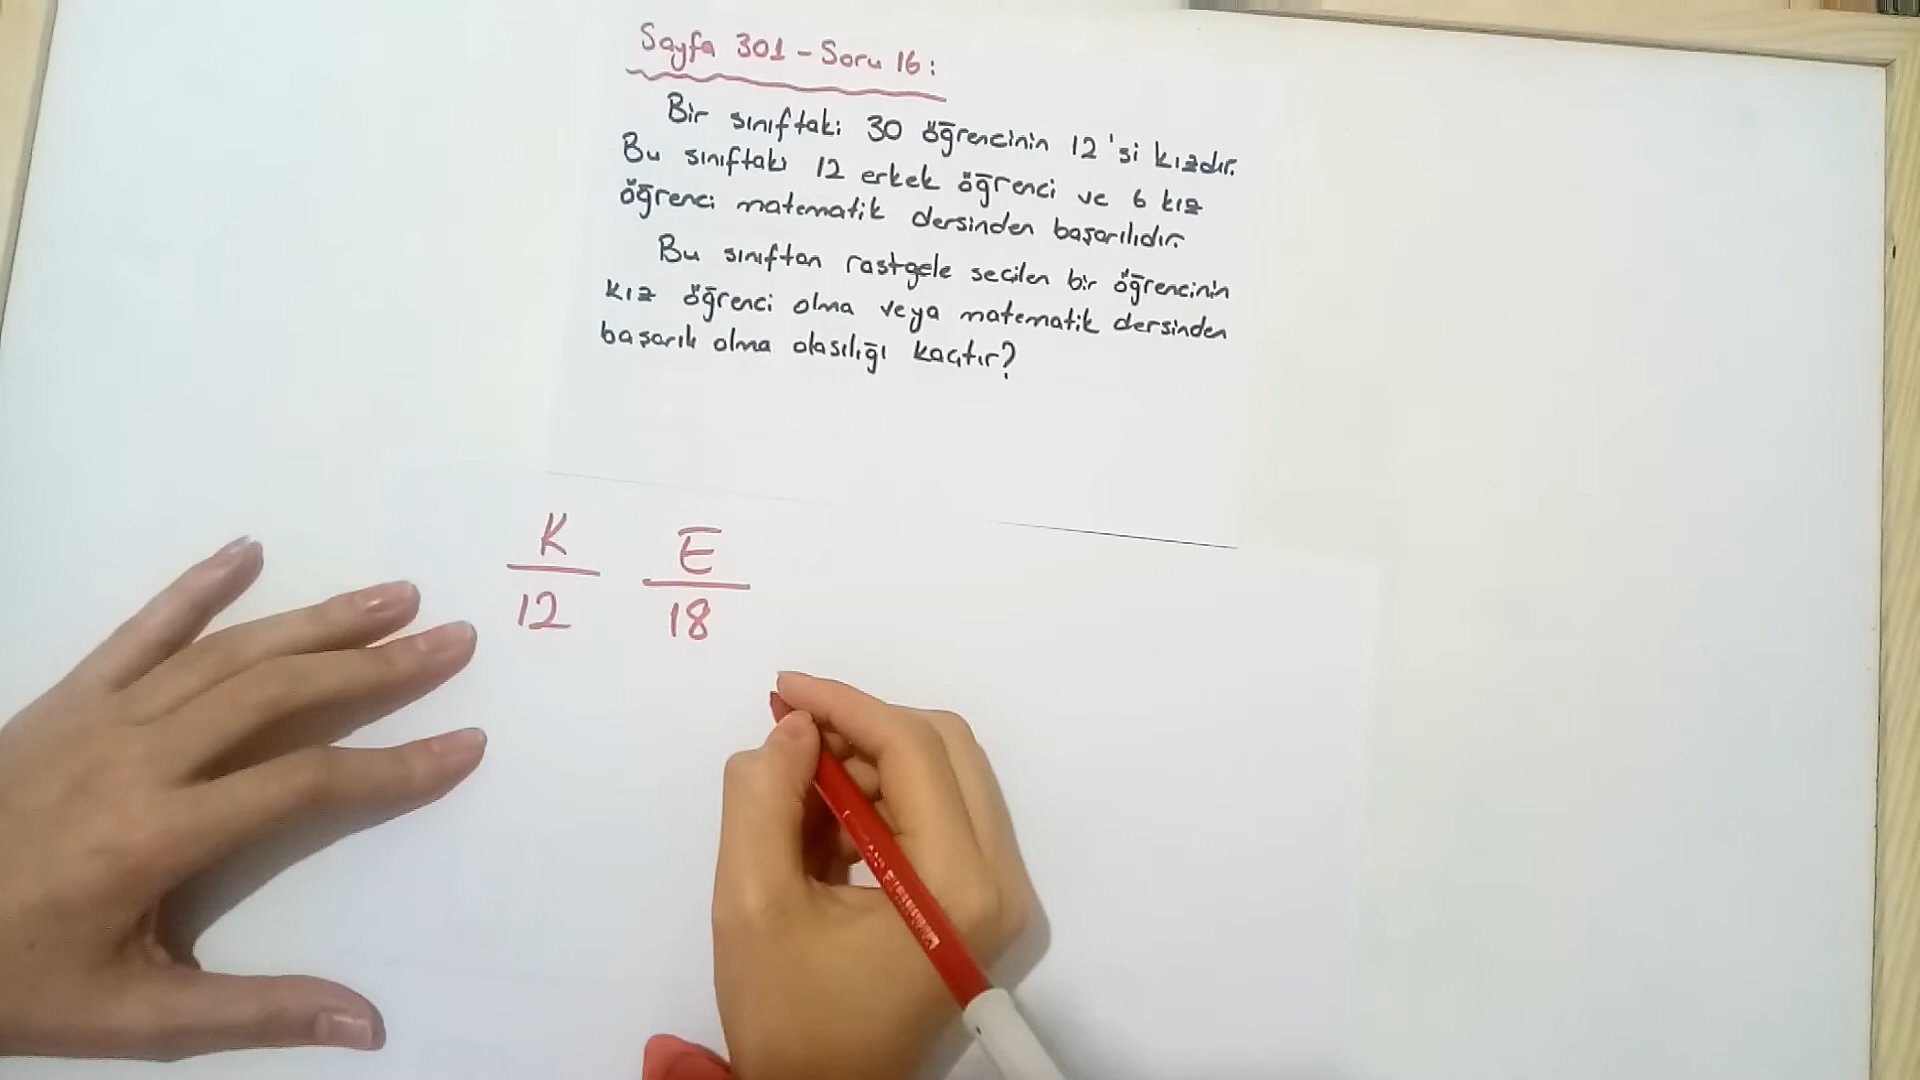 Sayfa 301 - Soru 16:
Bir sınıftaki 30 öğrencinin 12'si kızdır.
Bu sınıftaki 12 erkek öğrenci ve 6 kız
öğrenci matematik dersinden başarılıdır.
Bu sınıftan rastgele seçilen bir öğrencinin
kız öğrenci olma veya matematik dersinden
başarılı olma olasılığı kaçtır?
K E
12 18